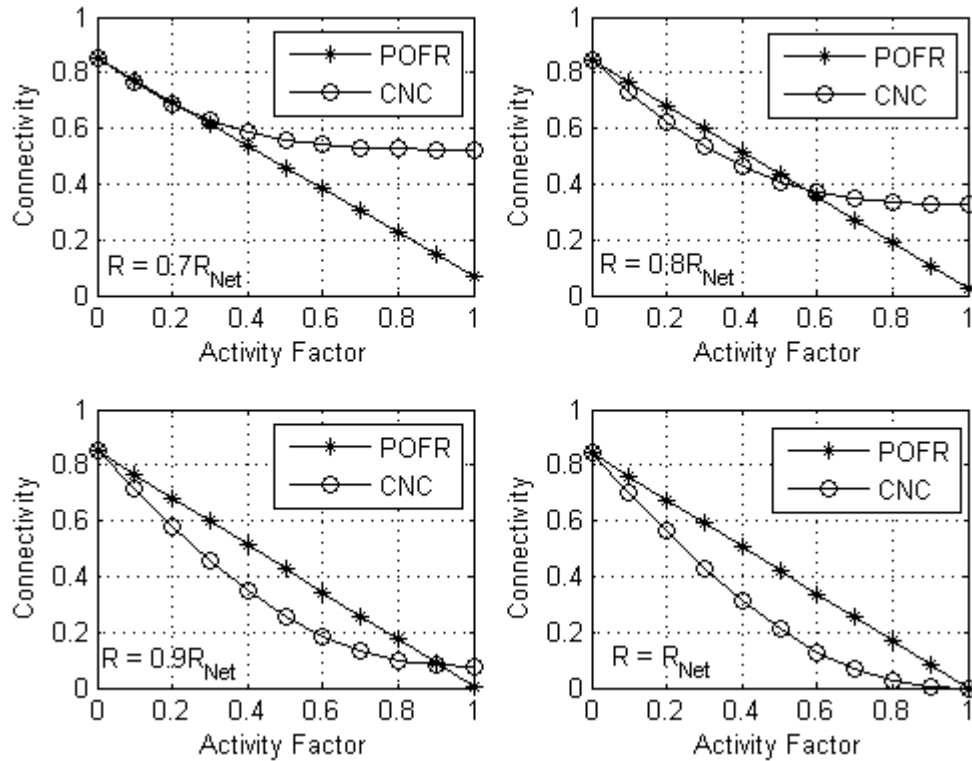 1
0.8
0.6
0.4
0.2
0
Connectivity
POFR
CNC
R = 0.7R_Net
0 0.2 0.4 0.6 0.8 1
Activity Factor
1
0.8
0.6
0.4
0.2
0
Connectivity
POFR
CNC
R = 0.8R_Net
0 0.2 0.4 0.6 0.8 1
Activity Factor
1
0.8
0.6
0.4
0.2
0
Connectivity
POFR
CNC
R = 0.9R_Net
0 0.2 0.4 0.6 0.8 1
Activity Factor
1
0.8
0.6
0.4
0.2
0
Connectivity
POFR
CNC
R = R_Net
0 0.2 0.4 0.6 0.8 1
Activity Factor